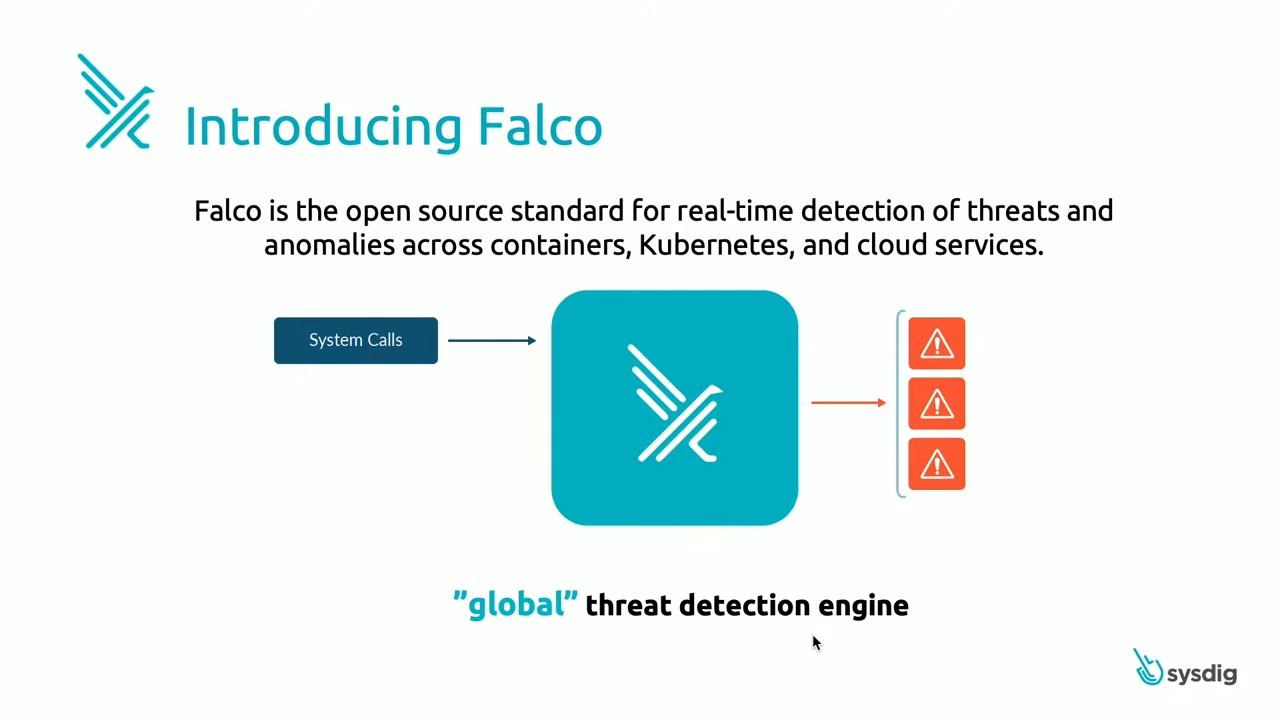 Introducing Falco
Falco is the open source standard for real-time detection of threats and
anomalies across containers, Kubernetes, and cloud services.
System Calls
”global” threat detection engine
sysdig